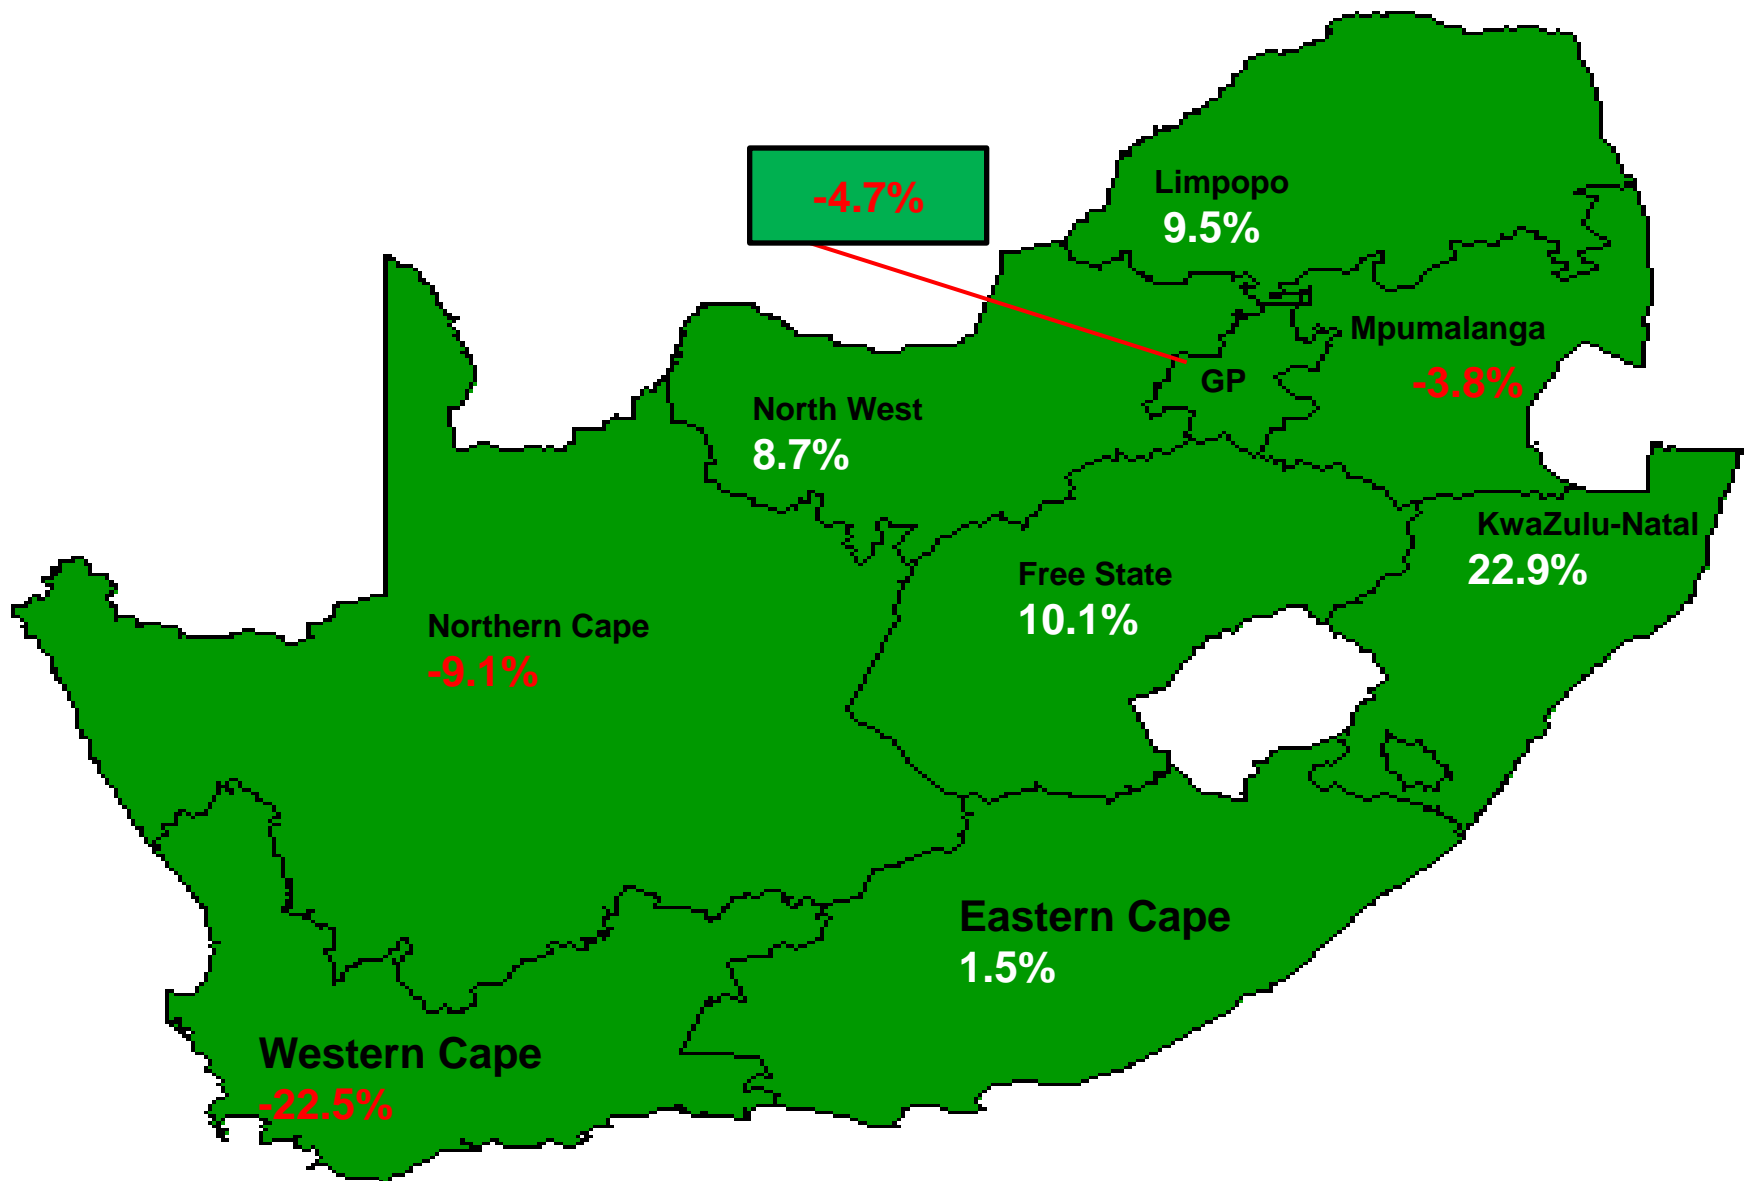 -4.7%
Limpopo
9.5%
Mpumalanga
-3.8%
GP
North West
8.7%
KwaZulu-Natal
22.9%
Free State
10.1%
Northern Cape
-9.1%
Eastern Cape
1.5%
Western Cape
-22.5%